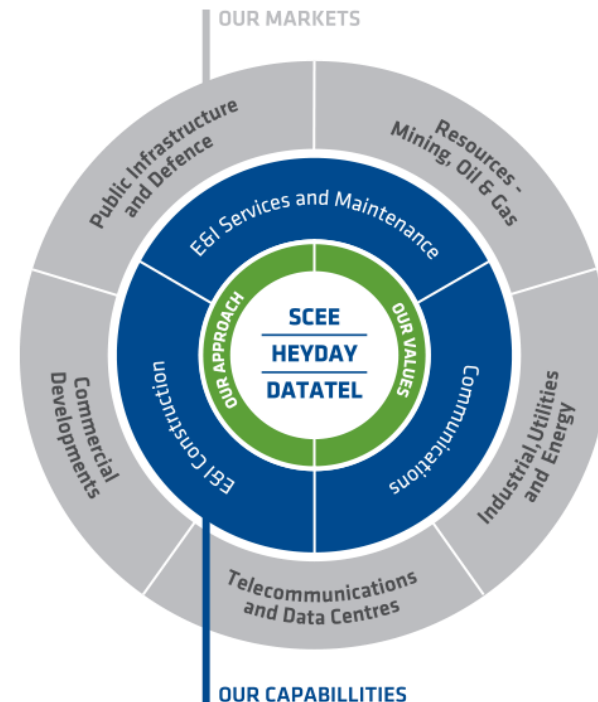 OUR MARKETS
Public Infrastructure
and Defence
Resources -
Mining, Oil & Gas
E&I Services and Maintenance
OUR APPROACH
OUR VALUES
SCEE
HEYDAY
DATATEL
Commercial
Developments
E&I Construction
Communications
Industrial, Utilities
and Energy
Telecommunications
and Data Centres
OUR CAPABILLITIES